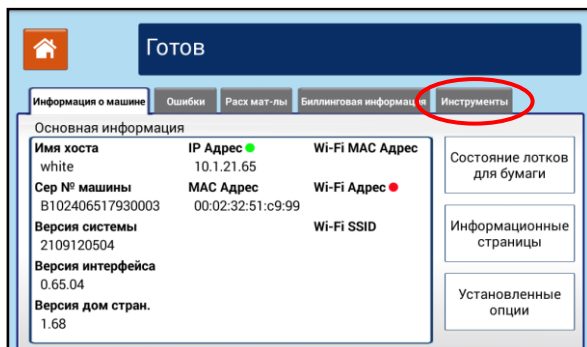 Готов
Информация о машине Ошибки Расх мат-лы Биллинговая информация Инструменты
Основная информация
Имя хоста IP Адрес Wi-Fi MAC Адрес
white 10.1.21.65
Сер № машины MAC Адрес Wi-Fi Адрес
B102406517930003 00:02:32:51:c9:99
Версия системы Wi-Fi SSID
2109120504
Версия интерфейса
0.65.04
Версия дом стран.
1.68
Состояние лотков
для бумаги
Информационные
страницы
Установленные
опции